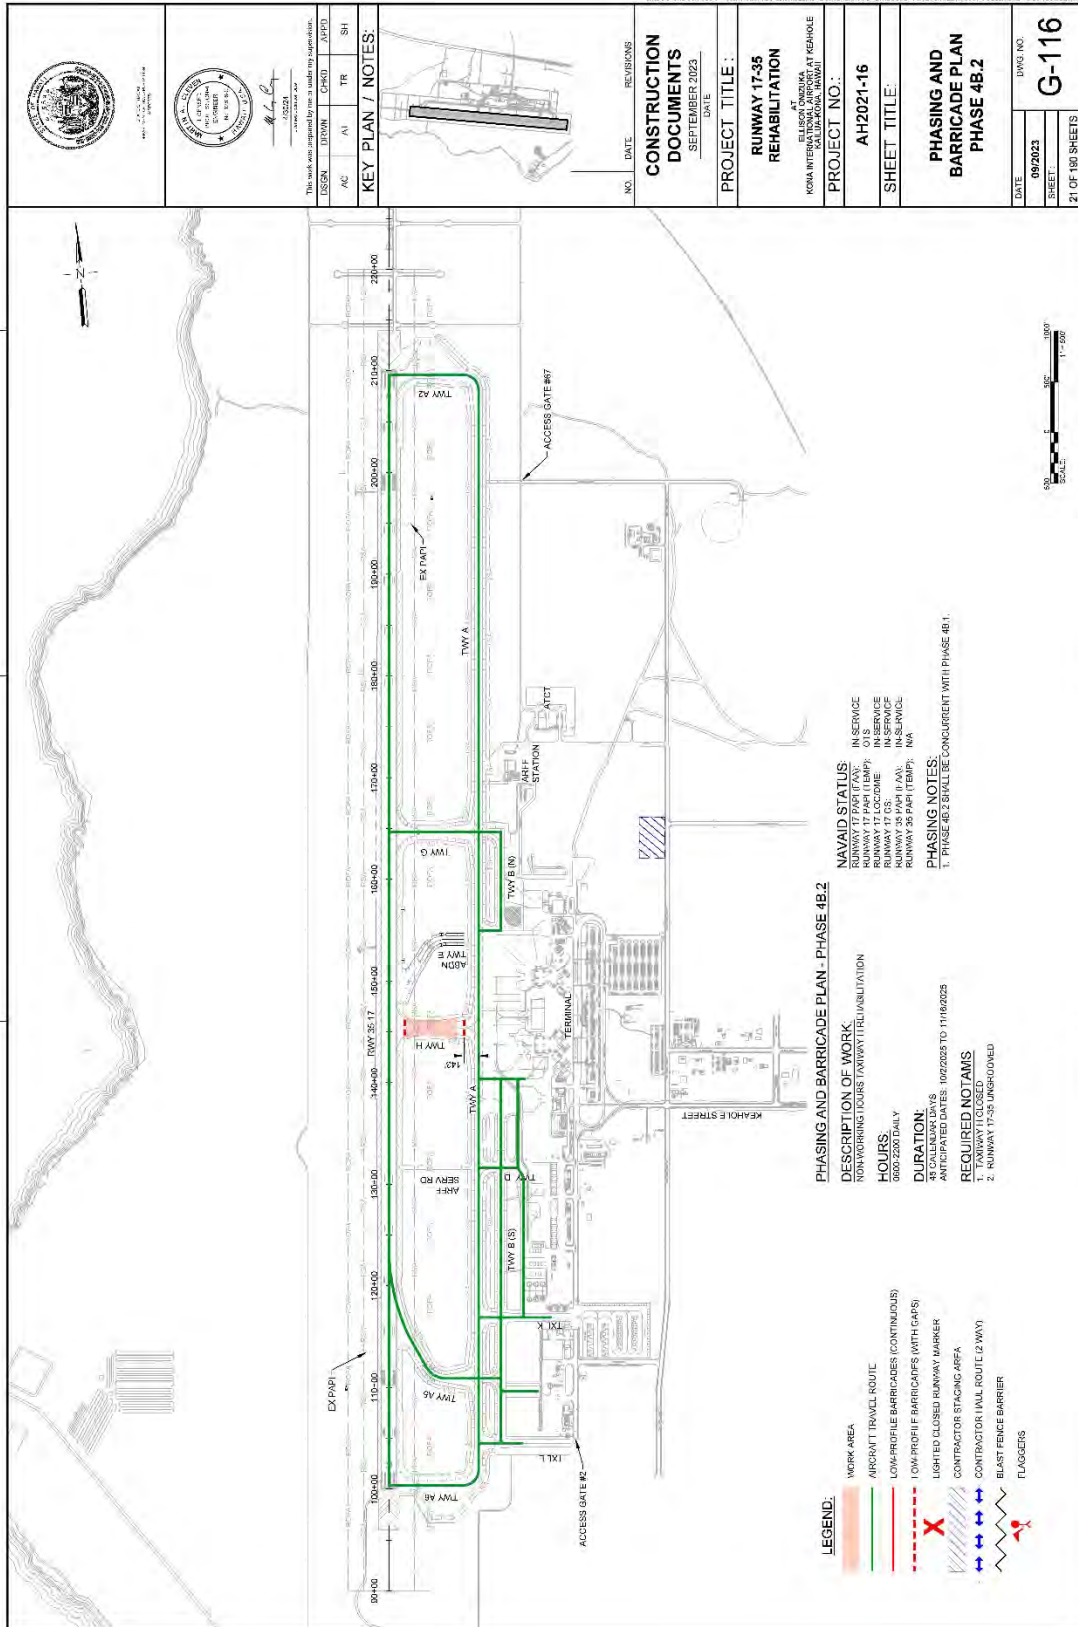 This work was prepared by me or under my supervision.
DSGN DRWN CHKD APPD
AC AI TR SH
KEY PLAN / NOTES:
NO. DATE REVISIONS
CONSTRUCTION
DOCUMENTS
SEPTEMBER 2023
DATE
PROJECT TITLE :
RUNWAY 17-35
REHABILITATION
AT
ELLISON ONIZUKA
KONA INTERNATIONAL AIRPORT AT KEAHOLE
KAILUA-KONA, HAWAII
PROJECT NO.:
AH2021-16
SHEET TITLE:
PHASING AND
BARRICADE PLAN
PHASE 4B.2
DATE
09/2023
SHEET:
21 OF 190 SHEETS
DWG. NO.
G-116
N
90+00
100+00
110+00
120+00
130+00
140+00
150+00
160+00
170+00
180+00
190+00
200+00
210+00
220+00
RWY 35-17
EX PAPI
EX PAPI
TWY A6
TWY A5
ARFF
SERV RD
TWY H
143'
ABDN
TWY E
TWY G
TWY A2
TWY A
TWY A
TWY B (S)
TWY B (N)
TWY D
TXL K
TXL L
ACCESS GATE #2
ACCESS GATE #67
TERMINAL
ARFF
STATION
ATCT
KEAHOLE STREET
PHASING AND BARRICADE PLAN - PHASE 4B.2
DESCRIPTION OF WORK:
NON-WORKING HOURS TAXIWAY H REHABILITATION
HOURS:
0600-2200 DAILY
DURATION:
45 CALENDAR DAYS
ANTICIPATED DATES: 10/2/2025 TO 11/16/2025
REQUIRED NOTAMS
1. TAXIWAY H CLOSED
2. RUNWAY 17-35 UNGROOVED
NAVAID STATUS:
RUNWAY 17 PAPI (FAA): IN-SERVICE
RUNWAY 17 PAPI (TEMP): OTS
RUNWAY 17 LOC/DME: IN-SERVICE
RUNWAY 17 GS: IN-SERVICE
RUNWAY 35 PAPI (FAA): IN-SERVICE
RUNWAY 35 PAPI (TEMP): N/A
PHASING NOTES:
1. PHASE 4B.2 SHALL BE CONCURRENT WITH PHASE 4B.1.
LEGEND:
WORK AREA
AIRCRAFT TRAVEL ROUTE
LOW-PROFILE BARRICADES (CONTINUOUS)
LOW-PROFILE BARRICADES (WITH GAPS)
LIGHTED CLOSED RUNWAY MARKER
CONTRACTOR STAGING AREA
CONTRACTOR HAUL ROUTE (2 WAY)
BLAST FENCE BARRIER
FLAGGERS
500 0 500' 1000'
SCALE: 1" = 500'